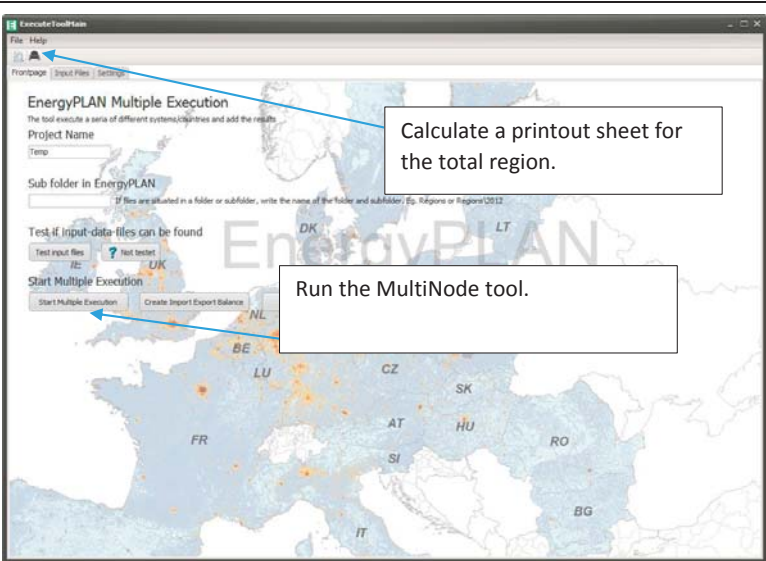 ExecuteToolMain
File Help
Frontpage Input Files Settings
EnergyPLAN Multiple Execution
The tool execute a seria of different systems/countries and add the results
Project Name
Temp
Calculate a printout sheet for
the total region.
Sub folder in EnergyPLAN
If files are situated in a folder or subfolder, write the name of the folder and subfolder. Eg. Regions or Regions\2012
Test if input-data-files can be found
Test input files ? Not testet
EnergyPLAN
DK
LT
IE
UK
Start Multiple Execution
Start Multiple Execution Create Import Export Balance
Run the MultiNode tool.
NL
BE
LU
CZ
SK
FR
AT
HU
RO
SI
BG
IT